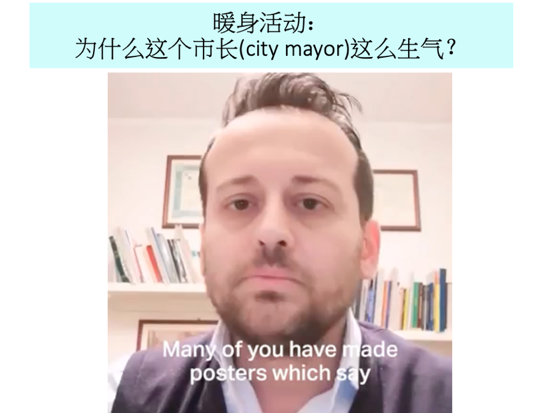 暖身活动：
为什么这个市长(city mayor)这么生气？
Many of you have made
posters which say